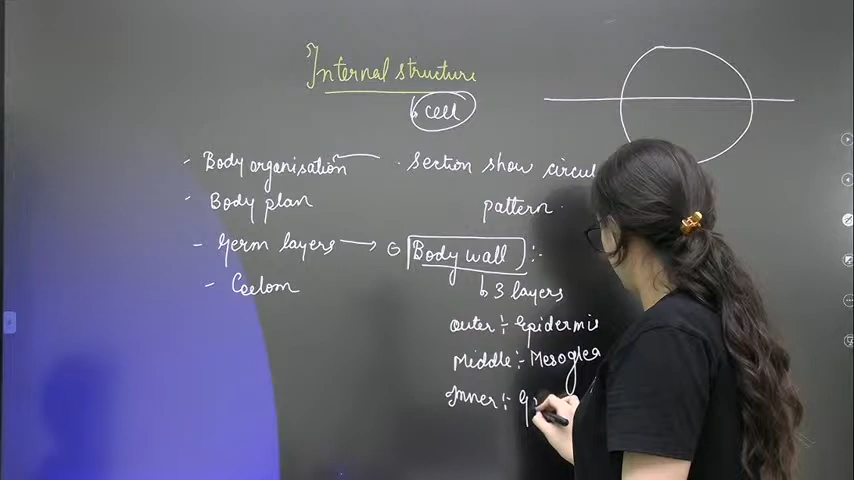 Internal structure
cell
- Body organisation
- Body plan
- Germ layers
- Coelom
. section show circul
pattern
Body wall :-
3 layers
Outer :- Epidermis
Middle :- Mesoglea
Inner :- G